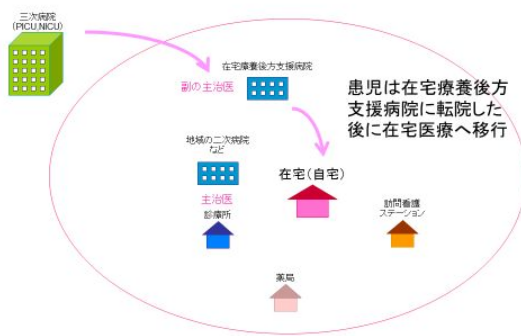 三次病院
(PICU,NICU)
在宅療養後方支援病院
副の主治医
患児は在宅療養後方
支援病院に転院した
後に在宅医療へ移行
地域の二次病院
など
在宅(自宅)
主治医
診療所
訪問看護
ステーション
薬局